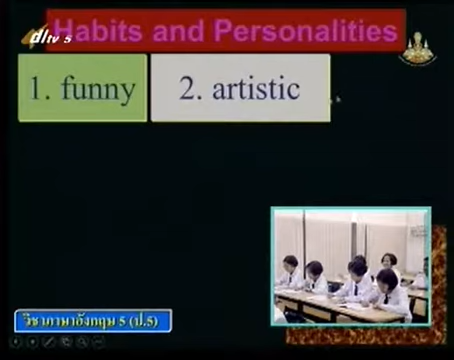 dltv 5
Habits and Personalities
1. funny
2. artistic
วิชาภาษาอังกฤษ 5 (ป.5)